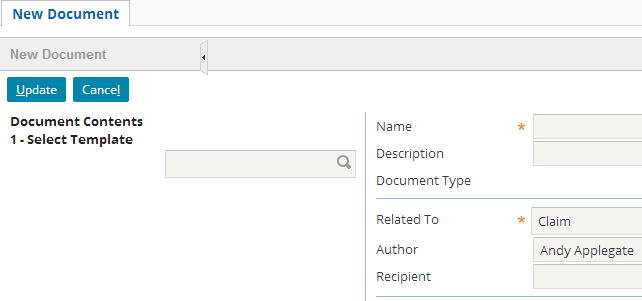 New Document
New Document
Update Cancel
Document Contents
1 - Select Template
Name *
Description
Document Type
Related To * Claim
Author Andy Applegate
Recipient